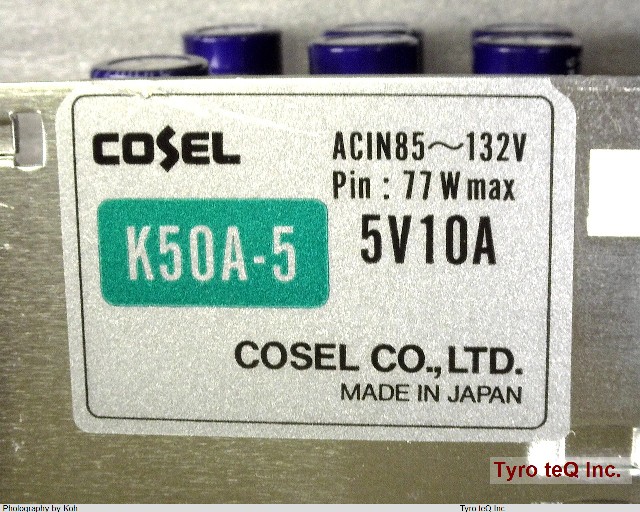 COSEL
ACIN85～132V
Pin : 77W max
K50A-5
5V10A
COSEL CO.,LTD.
MADE IN JAPAN
Tyro teQ Inc.
Photography by Koh
Tyro teQ Inc